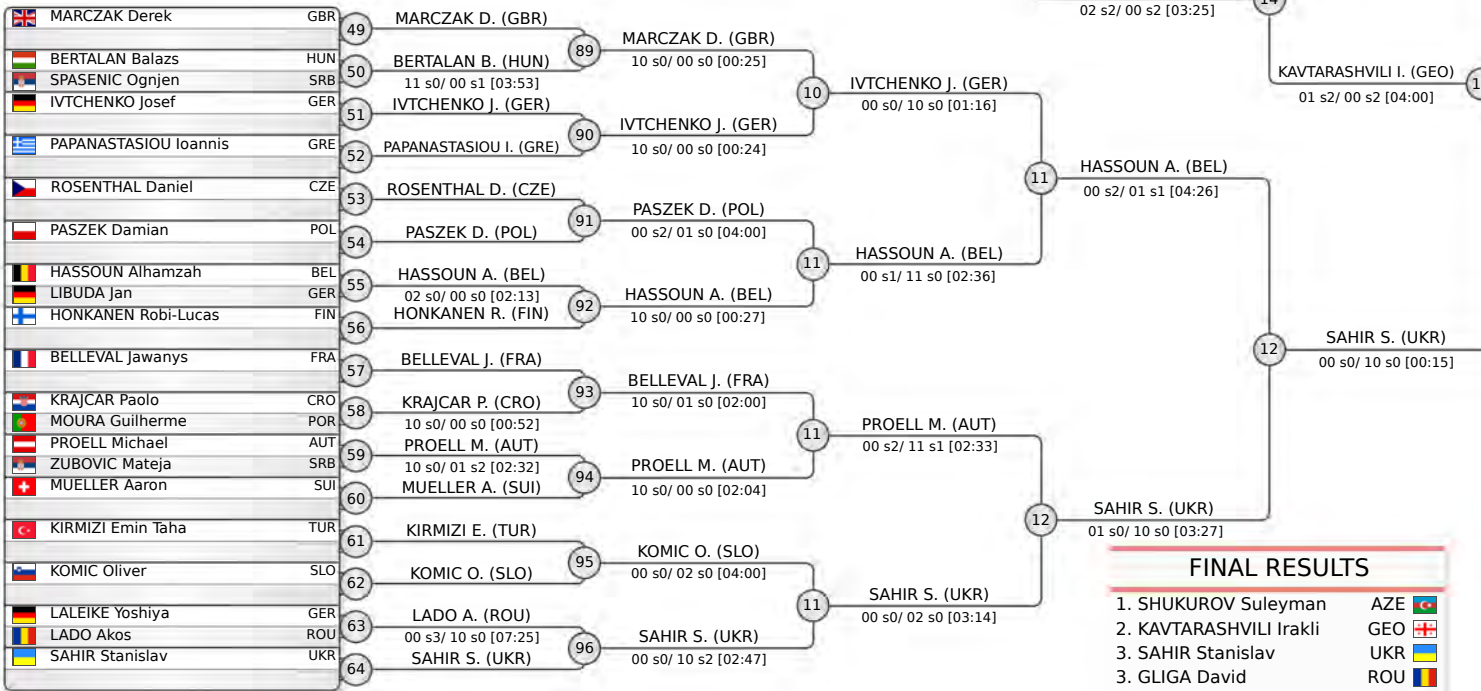 MARCZAK Derek GBR
BERTALAN Balazs HUN
SPASENIC Ognjen SRB
IVTCHENKO Josef GER
PAPANASTASIOU Ioannis GRE
ROSENTHAL Daniel CZE
PASZEK Damian POL
HASSOUN Alhamzah BEL
LIBUDA Jan GER
HONKANEN Robi-Lucas FIN
BELLEVAL Jawanys FRA
KRAJCAR Paolo CRO
MOURA Guilherme POR
PROELL Michael AUT
ZUBOVIC Mateja SRB
MUELLER Aaron SUI
KIRMIZI Emin Taha TUR
KOMIC Oliver SLO
LALEIKE Yoshiya GER
LADO Akos ROU
SAHIR Stanislav UKR
49
50
51
52
53
54
55
56
57
58
59
60
61
62
63
64
MARCZAK D. (GBR)
BERTALAN B. (HUN)
11 s0/ 00 s1 [03:53]
IVTCHENKO J. (GER)
PAPANASTASIOU I. (GRE)
ROSENTHAL D. (CZE)
PASZEK D. (POL)
HASSOUN A. (BEL)
02 s0/ 00 s0 [02:13]
HONKANEN R. (FIN)
BELLEVAL J. (FRA)
KRAJCAR P. (CRO)
10 s0/ 00 s0 [00:52]
PROELL M. (AUT)
10 s0/ 01 s2 [02:32]
MUELLER A. (SUI)
KIRMIZI E. (TUR)
KOMIC O. (SLO)
LADO A. (ROU)
00 s3/ 10 s0 [07:25]
SAHIR S. (UKR)
89
90
91
92
93
94
95
96
MARCZAK D. (GBR)
10 s0/ 00 s0 [00:25]
IVTCHENKO J. (GER)
10 s0/ 00 s0 [00:24]
PASZEK D. (POL)
00 s2/ 01 s0 [04:00]
HASSOUN A. (BEL)
10 s0/ 00 s0 [00:27]
BELLEVAL J. (FRA)
10 s0/ 01 s0 [02:00]
PROELL M. (AUT)
10 s0/ 00 s0 [02:04]
KOMIC O. (SLO)
00 s0/ 02 s0 [04:00]
SAHIR S. (UKR)
00 s0/ 10 s2 [02:47]
10
11
11
11
IVTCHENKO J. (GER)
00 s0/ 10 s0 [01:16]
HASSOUN A. (BEL)
00 s1/ 11 s0 [02:36]
PROELL M. (AUT)
00 s2/ 11 s1 [02:33]
SAHIR S. (UKR)
00 s0/ 02 s0 [03:14]
11
12
HASSOUN A. (BEL)
00 s2/ 01 s1 [04:26]
SAHIR S. (UKR)
01 s0/ 10 s0 [03:27]
12
SAHIR S. (UKR)
00 s0/ 10 s0 [00:15]
02 s2/ 00 s2 [03:25]
KAVTARASHVILI I. (GEO)
01 s2/ 00 s2 [04:00]
FINAL RESULTS
1. SHUKUROV Suleyman AZE
2. KAVTARASHVILI Irakli GEO
3. SAHIR Stanislav UKR
3. GLIGA David ROU